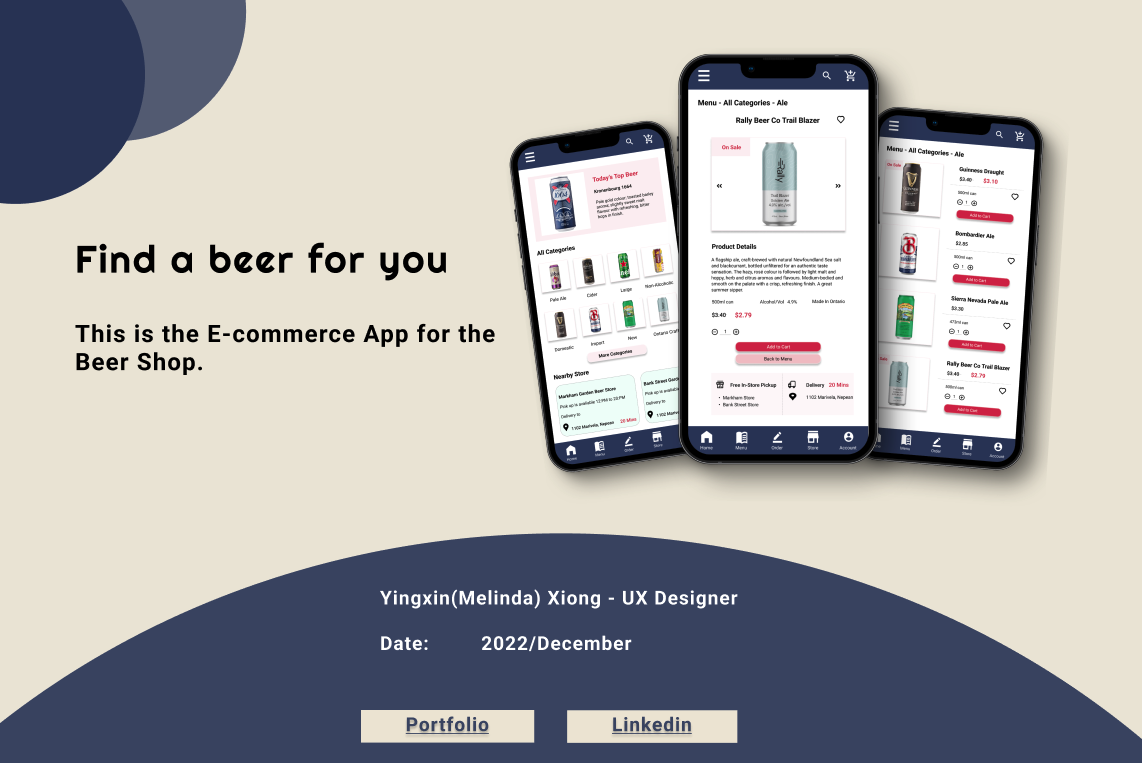 Find a beer for you
This is the E-commerce App for the
Beer Shop.
Today's Top Beer
Kronenbourg 1664
Pale gold colour, toasted barley
aroma, slightly sweet malt
flavour with refreshing, bitter
hops in finish.
All Categories
Pale Ale
Cider
Large
Non-Alcoholic
Domestic
Import
New
Ontario Craft
More Categories
Nearby Store
Markham Garden Beer Store
Pick up is available 12 PM to 20 PM
Delivery to
1102 Marivela, Nepean
20 Mins
Bank Street Gard
Pick up is availa
Delivery to
1102 Mariv
Home
Menu
Order
Store
Menu - All Categories - Ale
Rally Beer Co Trail Blazer
On Sale
Rally
Trail Blazer
«
»
Product Details
A flagship ale, craft-brewed with natural Newfoundland Sea salt
and blackcurrant, bottled unfiltered for an authentic taste
sensation. The hazy, rosé colour is followed by light malt and
hoppy, herb and citrus aromas and flavours. Medium-bodied and
smooth on the palate with a crisp, refreshing finish. A great
summer sipper.
500ml can
Alcohol/Vol 4.9%
Made In Ontario
$3.40 $2.79
1
Add to Cart
Back to Menu
Free In-Store Pickup
• Markham Store
• Bank Street Store
Delivery 20 Mins
1102 Marivela, Nepean
Home
Menu
Order
Store
Account
Menu - All Categories - Ale
On Sale
Guinness Draught
$3.40 $3.10
500ml can
1
Add to Cart
Bombardier Ale
$2.85
500ml can
1
Add to Cart
Sierra Nevada Pale Ale
$3.30
473ml can
1
Add to Cart
Sale
Rally Beer Co Trail Blazer
$3.40 $2.79
500ml can
1
Add to Cart
Menu
Order
Store
Account
Yingxin(Melinda) Xiong - UX Designer
Date: 2022/December
Portfolio
Linkedin